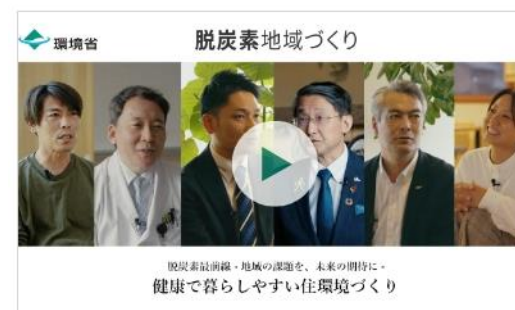 環境省
脱炭素地域づくり
脱炭素最前線 - 地域の課題を、未来の期待に -
健康で暮らしやすい住環境づくり